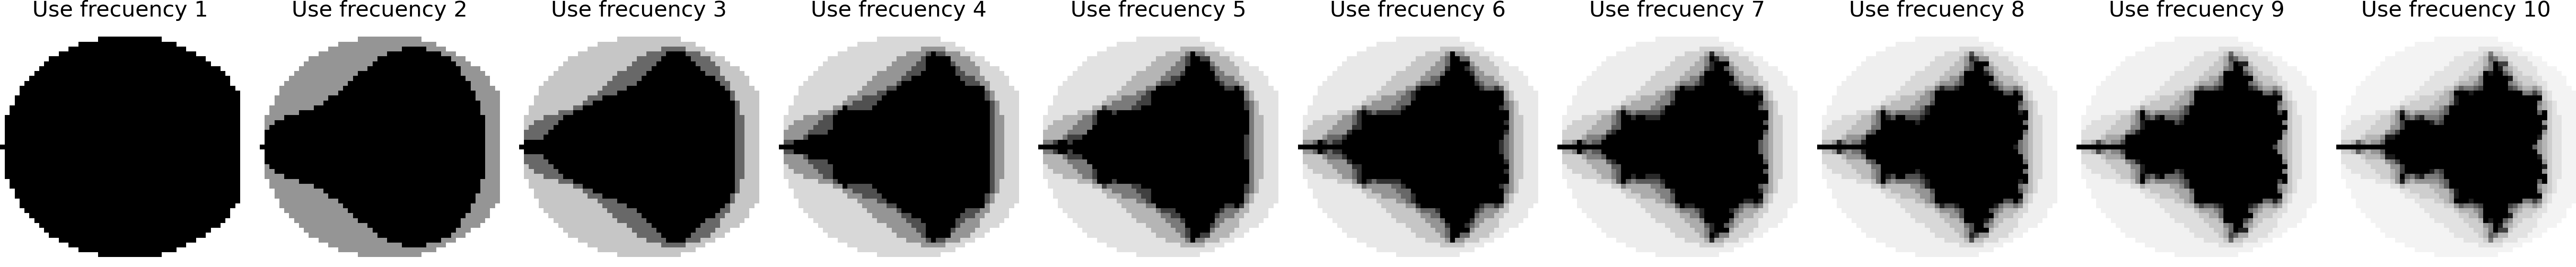 Use frecuency 1
Use frecuency 2
Use frecuency 3
Use frecuency 4
Use frecuency 5
Use frecuency 6
Use frecuency 7
Use frecuency 8
Use frecuency 9
Use frecuency 10